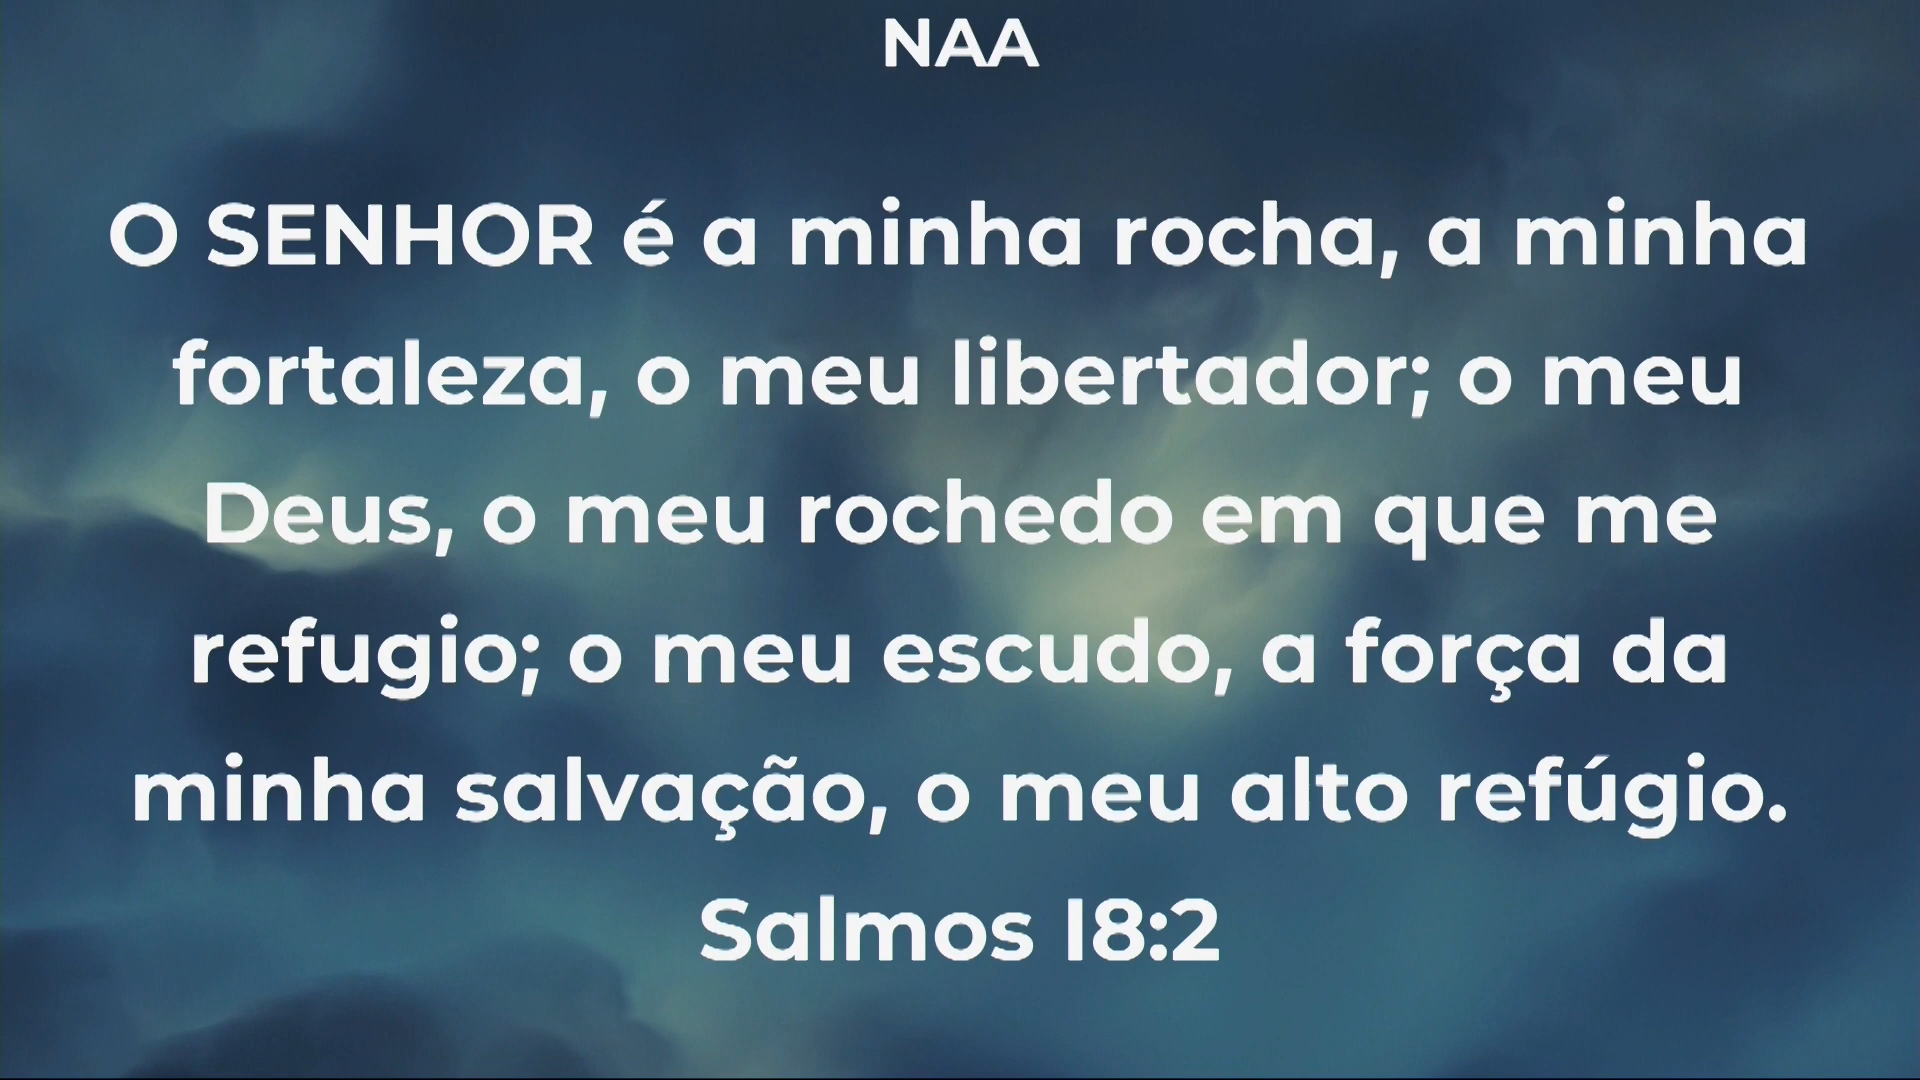 NAA
O SENHOR é a minha rocha, a minha
fortaleza, o meu libertador; o meu
Deus, o meu rochedo em que me
refugio; o meu escudo, a força da
minha salvação, o meu alto refúgio.
Salmos 18:2